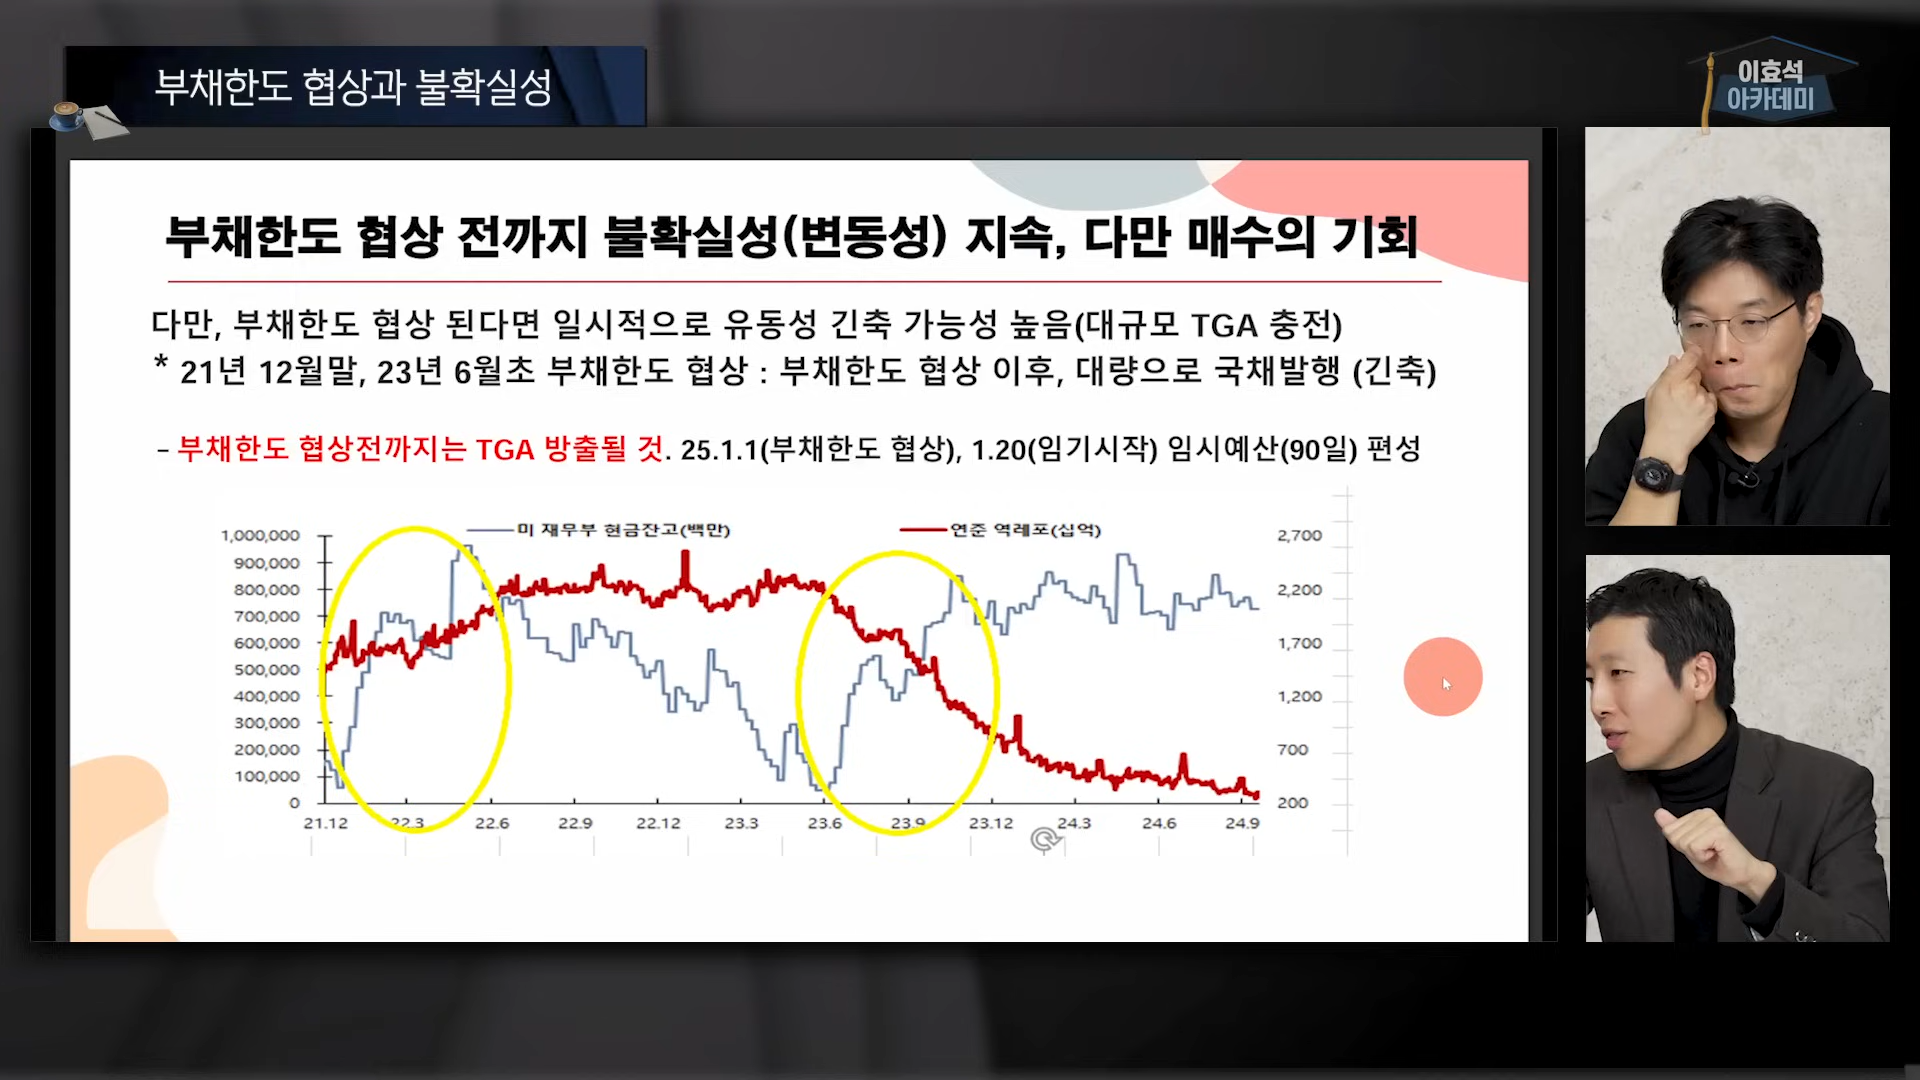 부채한도 협상과 불확실성
이효석
아카데미
부채한도 협상 전까지 불확실성(변동성) 지속, 다만 매수의 기회
다만, 부채한도 협상 된다면 일시적으로 유동성 긴축 가능성 높음(대규모 TGA 충전)
* 21년 12월말, 23년 6월초 부채한도 협상 : 부채한도 협상 이후, 대량으로 국채발행 (긴축)
- 부채한도 협상전까지는 TGA 방출될 것. 25.1.1(부채한도 협상), 1.20(임기시작) 임시예산(90일) 편성
미 재무부 현금잔고(백만)
연준 역레포(십억)
1,000,000
900,000
800,000
700,000
600,000
500,000
400,000
300,000
200,000
100,000
0
2,700
2,200
1,700
1,200
700
200
21.12 22.3 22.6 22.9 22.12 23.3 23.6 23.9 23.12 24.3 24.6 24.9